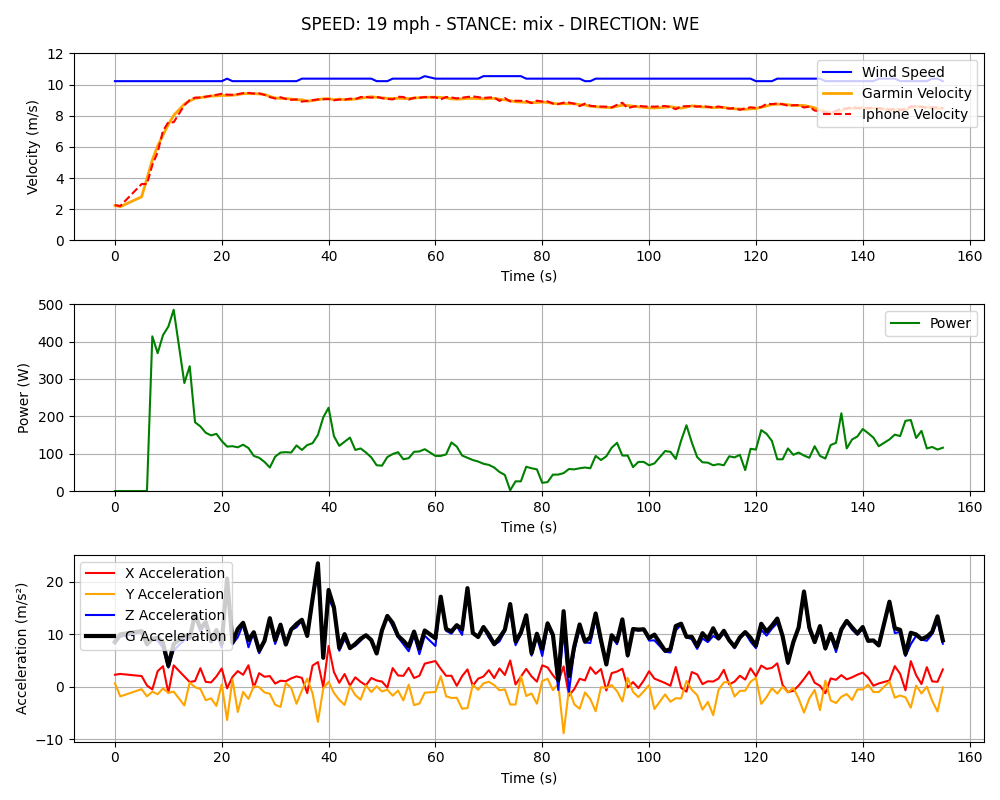 SPEED: 19 mph - STANCE: mix - DIRECTION: WE
12
10
8
6
4
2
0
Velocity (m/s)
Wind Speed
Garmin Velocity
Iphone Velocity
0 20 40 60 80 100 120 140 160
Time (s)
500
400
300
200
100
0
Power (W)
Power
0 20 40 60 80 100 120 140 160
Time (s)
20
10
0
−10
Acceleration (m/s²)
X Acceleration
Y Acceleration
Z Acceleration
G Acceleration
0 20 40 60 80 100 120 140 160
Time (s)